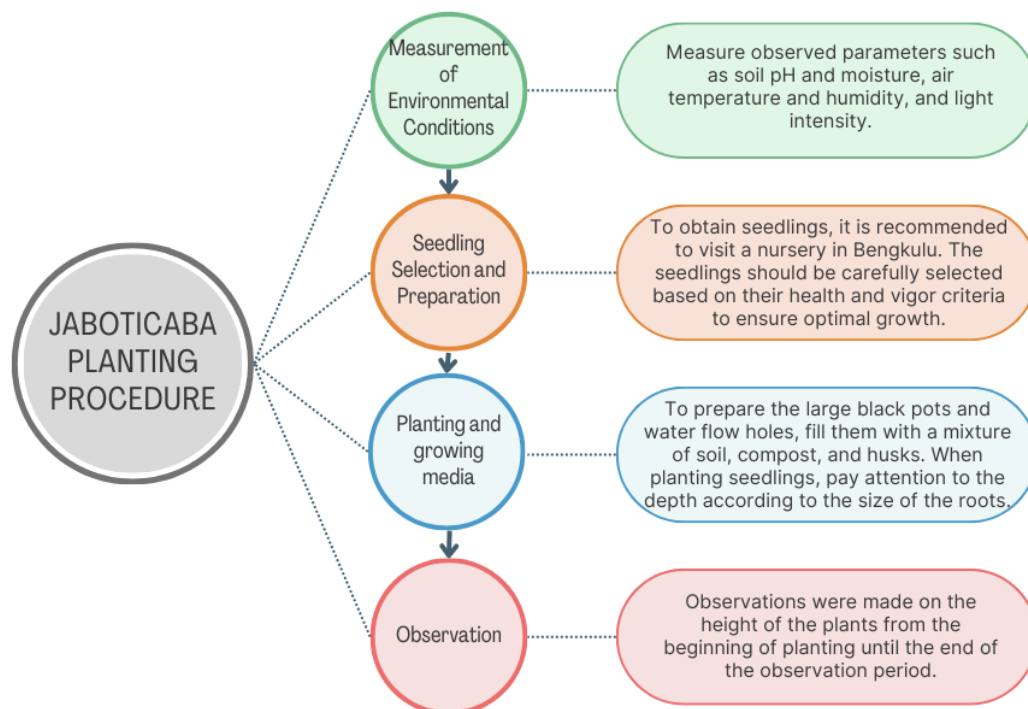 JABOTICABA
PLANTING
PROCEDURE
Measurement
of
Environmental
Conditions
Measure observed parameters such
as soil pH and moisture, air
temperature and humidity, and light
intensity.
Seedling
Selection and
Preparation
To obtain seedlings, it is recommended
to visit a nursery in Bengkulu. The
seedlings should be carefully selected
based on their health and vigor criteria
to ensure optimal growth.
Planting and
growing
media
To prepare the large black pots and
water flow holes, fill them with a mixture
of soil, compost, and husks. When
planting seedlings, pay attention to the
depth according to the size of the roots.
Observation
Observations were made on the
height of the plants from the
beginning of planting until the end of
the observation period.